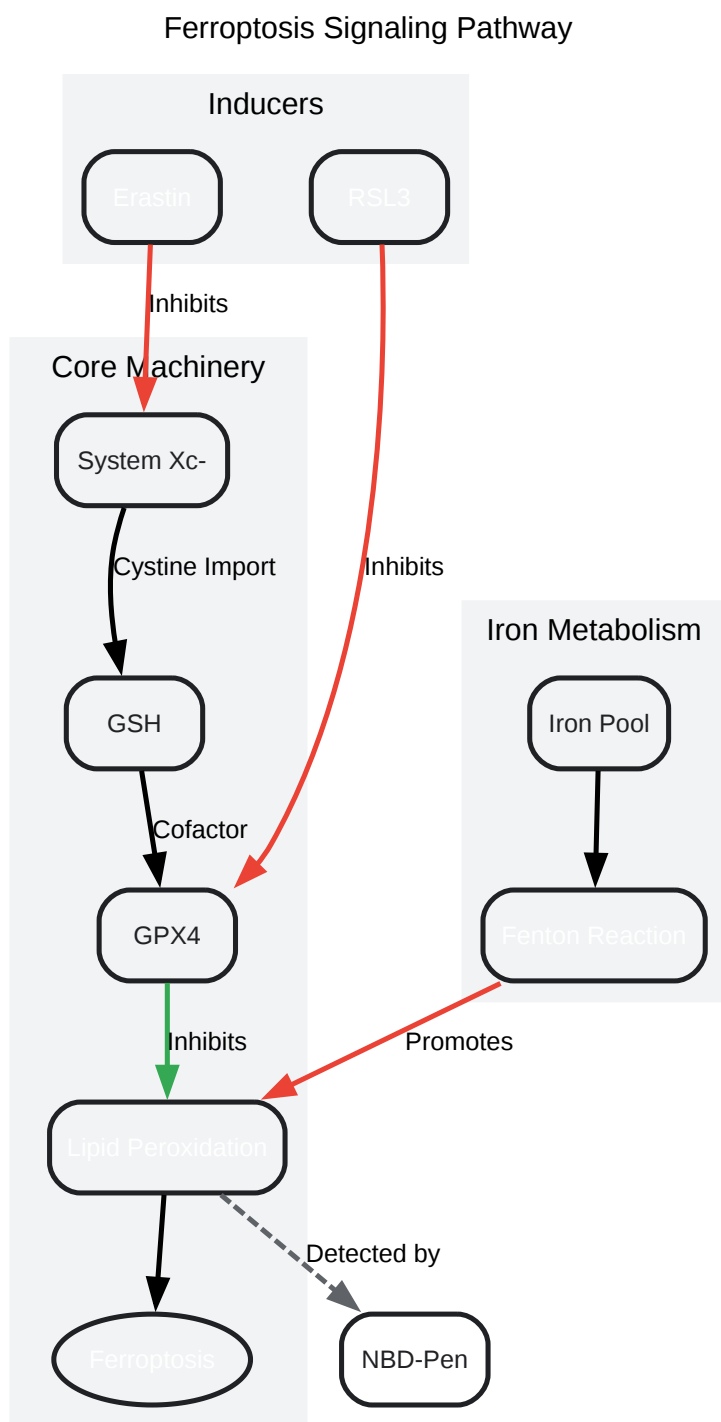 Ferroptosis Signaling Pathway
Inducers
Erastin
RSL3
Inhibits
Core Machinery
System Xc-
Cystine Import
Inhibits
Iron Metabolism
GSH
Iron Pool
Cofactor
GPX4
Fenton Reaction
Inhibits
Promotes
Lipid Peroxidation
Detected by
Ferroptosis
NBD-Pen